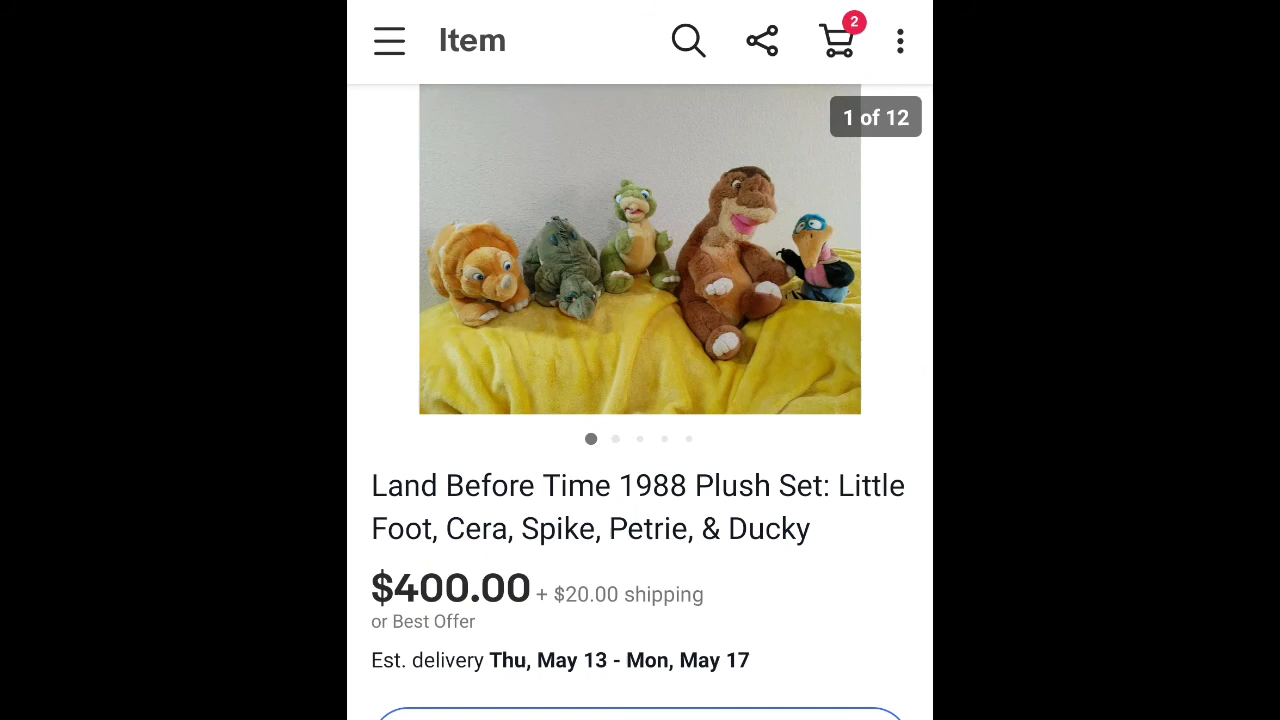 Item
2
1 of 12
Land Before Time 1988 Plush Set: Little
Foot, Cera, Spike, Petrie, & Ducky
$400.00 + $20.00 shipping
or Best Offer
Est. delivery Thu, May 13 - Mon, May 17